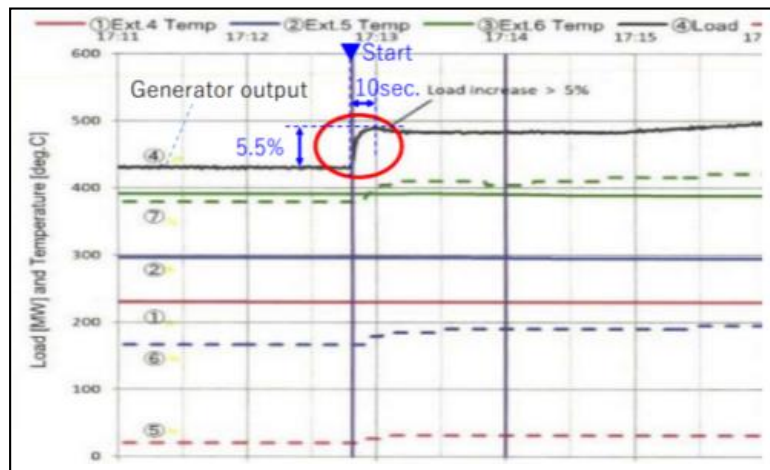 ①Ext.4 Temp ②Ext.5 Temp ③Ext.6 Temp ④Load
17:11 17:12 17:13 17:14 17:15
600
Start
10sec.
Generator output
Load increase > 5%
500
5.5%
④
400
⑦
300
②
①
200
⑥
100
⑤
0
Load [MW] and Temperature [deg.C]